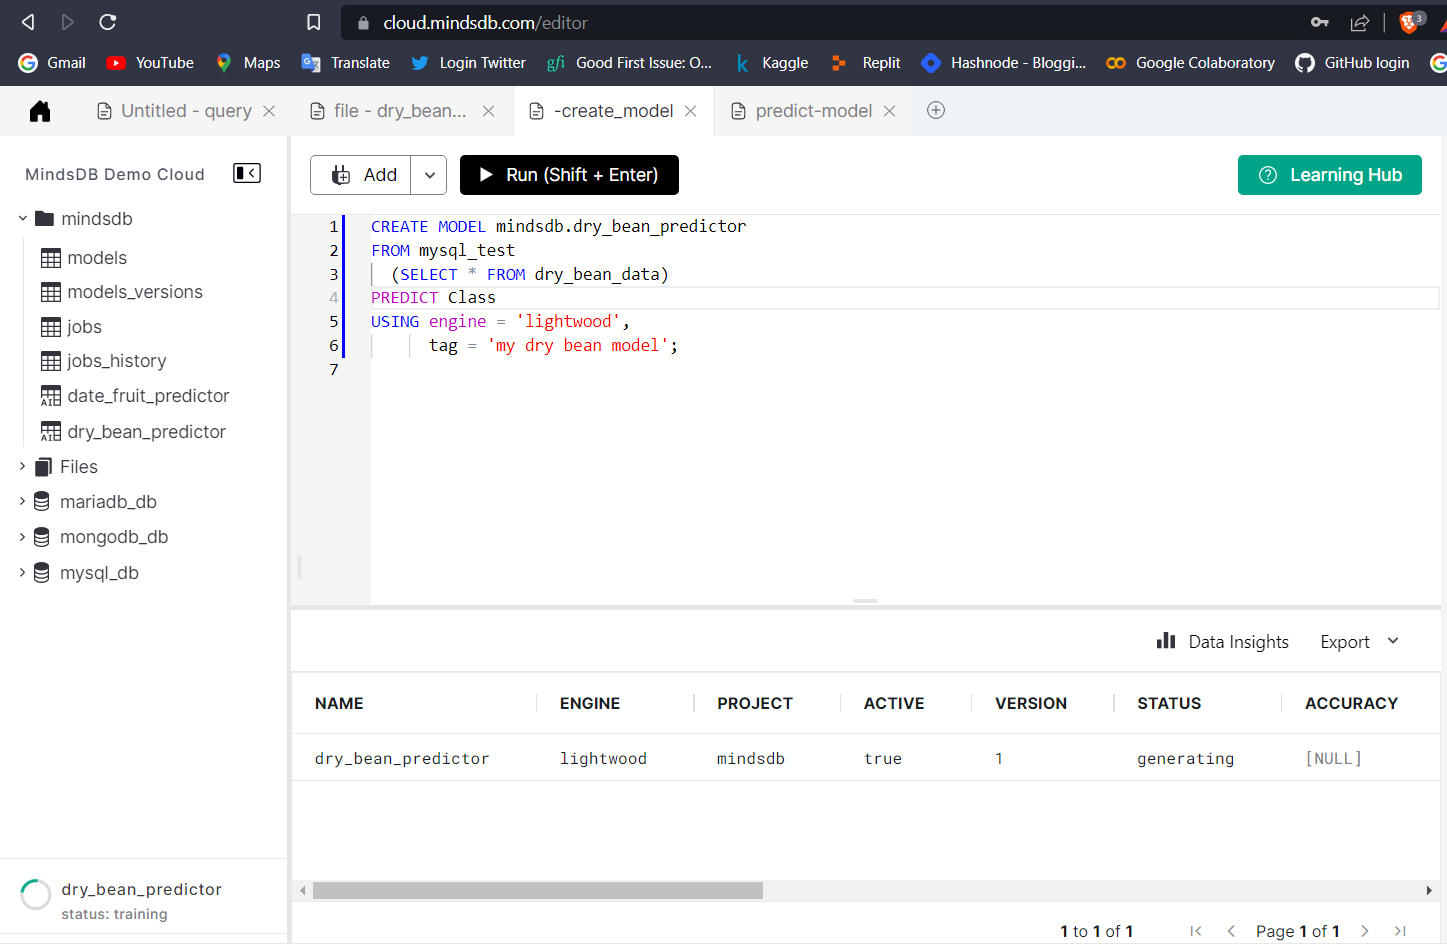 cloud.mindsdb.com/editor
3
Gmail YouTube Maps Translate Login Twitter gfi Good First Issue: O... k Kaggle Replit Hashnode - Bloggi... Google Colaboratory GitHub login
Untitled - query file - dry_bean... -create_model predict-model
MindsDB Demo Cloud
Add Run (Shift + Enter) Learning Hub
mindsdb
models
models_versions
jobs
jobs_history
date_fruit_predictor
dry_bean_predictor
Files
mariadb_db
mongodb_db
mysql_db
1 CREATE MODEL mindsdb.dry_bean_predictor
2 FROM mysql_test
3 (SELECT * FROM dry_bean_data)
4 PREDICT Class
5 USING engine = 'lightwood',
6 tag = 'my dry bean model';
7
Data Insights Export
NAME ENGINE PROJECT ACTIVE VERSION STATUS ACCURACY
dry_bean_predictor lightwood mindsdb true 1 generating [NULL]
dry_bean_predictor
status: training
1 to 1 of 1 Page 1 of 1